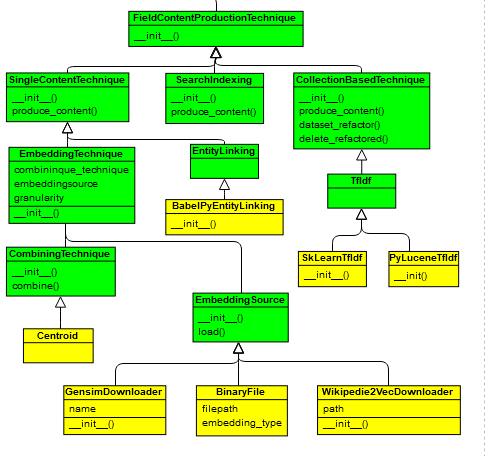 FieldContentProductionTechnique
__init__()
SingleContentTechnique
__init__()
produce_content()
SearchIndexing
__init__()
produce_content()
CollectionBasedTechnique
__init__()
produce_content()
dataset_refactor()
delete_refactored()
EmbeddingTechnique
combininque_technique
embeddingsource
granularity
__init__()
EntityLinking
BabelPyEntityLinking
__init__()
TfIdf
SkLearnTfIdf
__init__()
PyLuceneTfIdf
__init()
CombiningTechnique
__init__()
combine()
Centroid
EmbeddingSource
__init__()
load()
GensimDownloader
name
__init__()
BinaryFile
filepath
embedding_type
Wikipedie2VecDownloader
path
__init__()